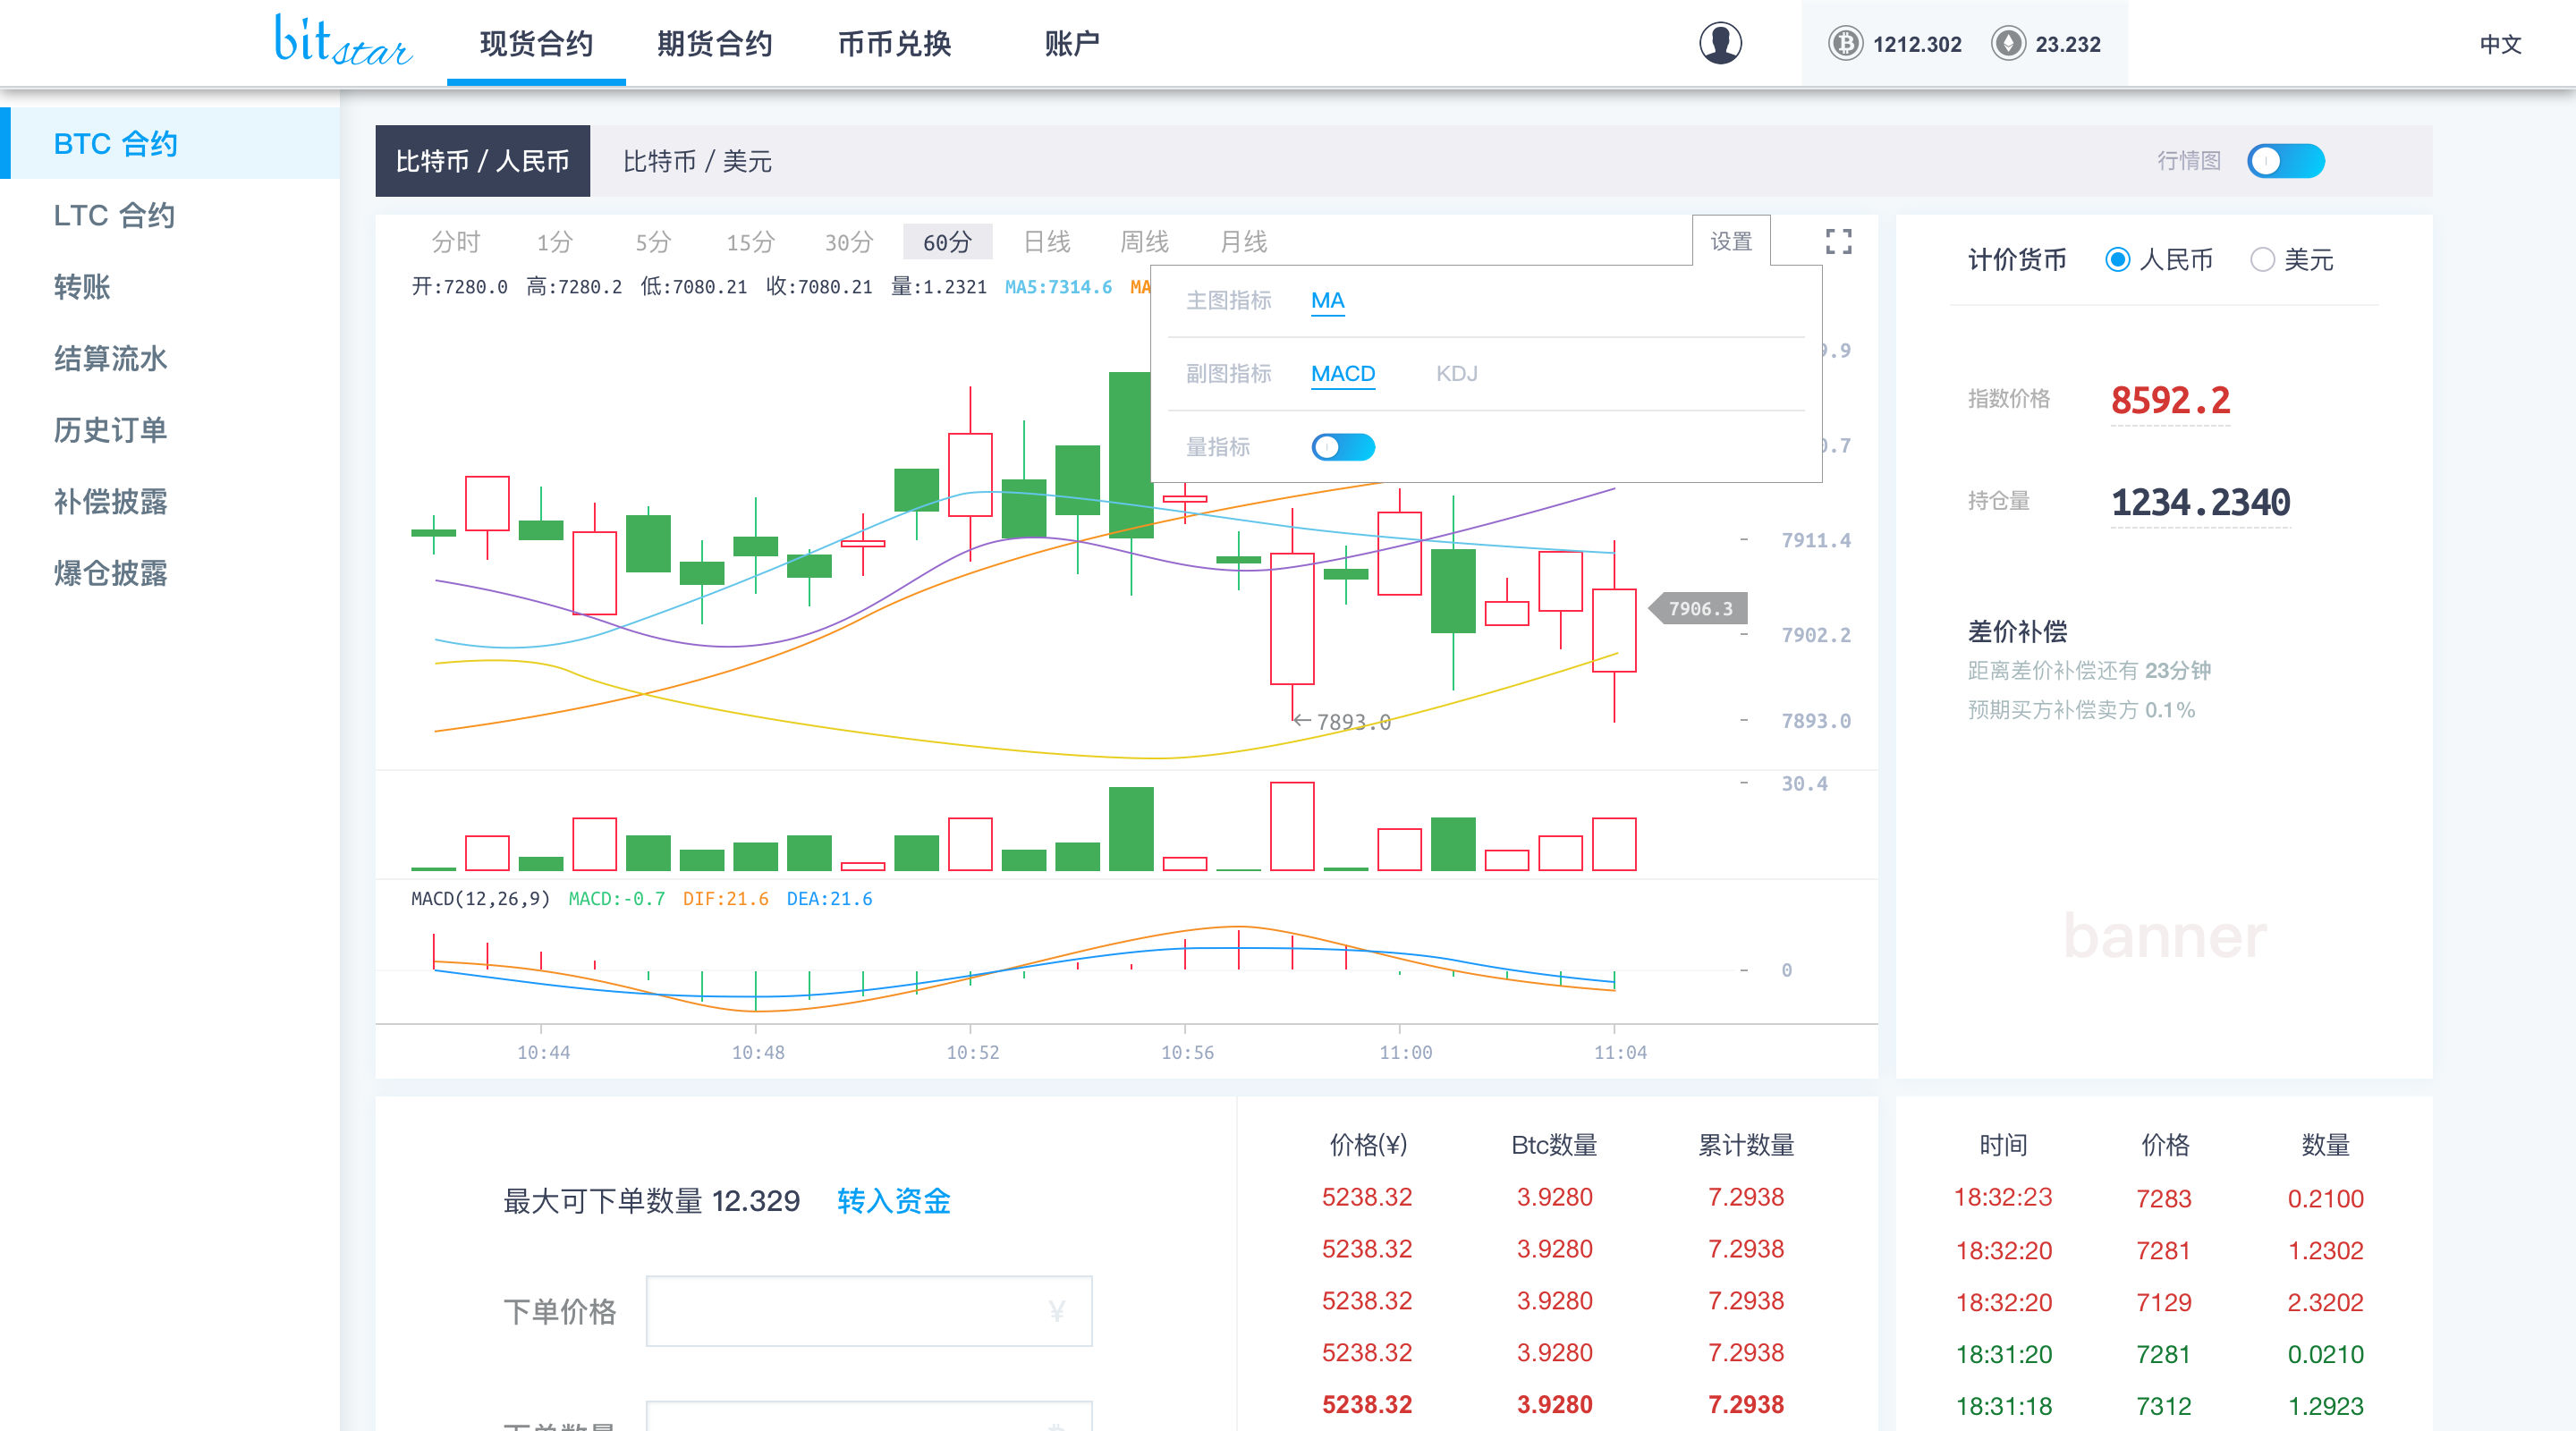 bitstar 现货合约 期货合约 币币兑换 账户 1212.302 23.232 中文
BTC 合约
LTC 合约
转账
结算流水
历史订单
补偿披露
爆仓披露
比特币 / 人民币 比特币 / 美元 行情图
分时 1分 5分 15分 30分 60分 日线 周线 月线 设置
开:7280.0 高:7280.2 低:7080.21 收:7080.21 量:1.2321 MA5:7314.6 MA
主图指标 MA
副图指标 MACD KDJ
量指标
9.9
0.7
7911.4
7906.3
7902.2
7893.0
7893.0
30.4
MACD(12,26,9) MACD:-0.7 DIF:21.6 DEA:21.6
0
10:44 10:48 10:52 10:56 11:00 11:04
计价货币 人民币 美元
指数价格 8592.2
持仓量 1234.2340
差价补偿
距离差价补偿还有 23分钟
预期买方补偿卖方 0.1%
banner
最大可下单数量 12.329 转入资金
下单价格 ¥
下单数量
价格(¥) Btc数量 累计数量
5238.32 3.9280 7.2938
5238.32 3.9280 7.2938
5238.32 3.9280 7.2938
5238.32 3.9280 7.2938
5238.32 3.9280 7.2938
时间 价格 数量
18:32:23 7283 0.2100
18:32:20 7281 1.2302
18:32:20 7129 2.3202
18:31:20 7281 0.0210
18:31:18 7312 1.2923